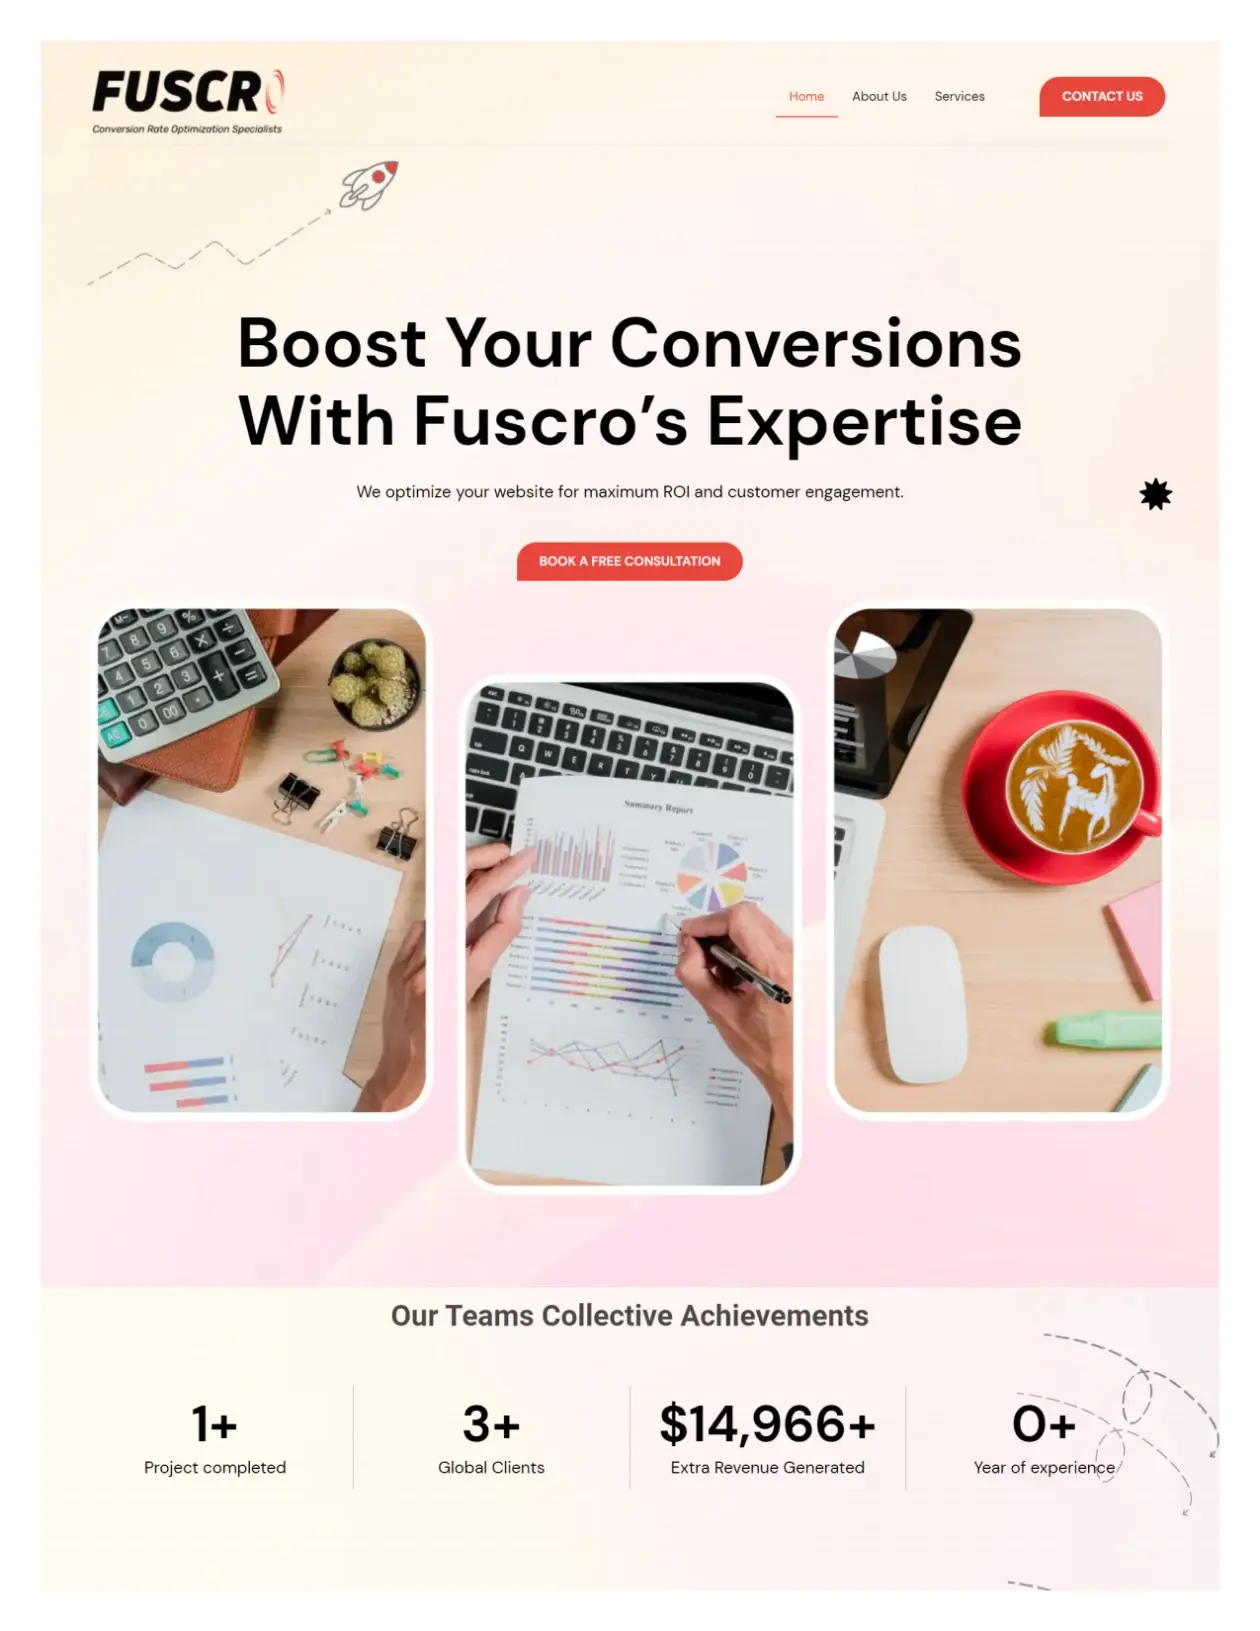 FUSCRO
Conversion Rate Optimization Specialists
Home
About Us
Services
CONTACT US
Boost Your Conversions
With Fuscro’s Expertise
We optimize your website for maximum ROI and customer engagement.
BOOK A FREE CONSULTATION
Summary Report
Our Teams Collective Achievements
1+
Project completed
3+
Global Clients
$14,966+
Extra Revenue Generated
0+
Year of experience